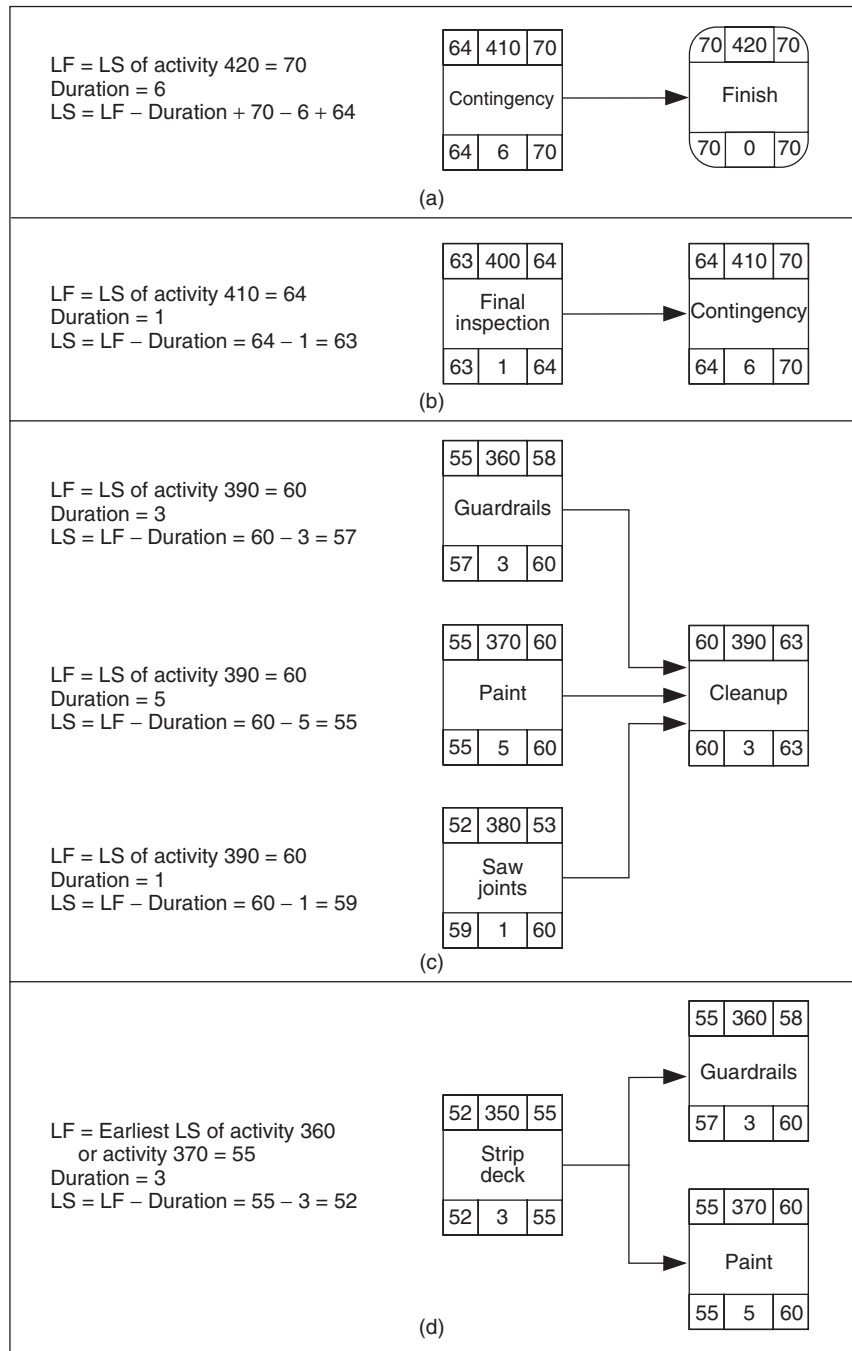 LF = LS of activity 420 = 70
Duration = 6
LS = LF – Duration + 70 – 6 + 64
64 410 70
Contingency
64 6 70
70 420 70
Finish
70 0 70
(a)
LF = LS of activity 410 = 64
Duration = 1
LS = LF – Duration = 64 – 1 = 63
63 400 64
Final
inspection
63 1 64
64 410 70
Contingency
64 6 70
(b)
LF = LS of activity 390 = 60
Duration = 3
LS = LF – Duration = 60 – 3 = 57
55 360 58
Guardrails
57 3 60
LF = LS of activity 390 = 60
Duration = 5
LS = LF – Duration = 60 – 5 = 55
55 370 60
Paint
55 5 60
60 390 63
Cleanup
60 3 63
LF = LS of activity 390 = 60
Duration = 1
LS = LF – Duration = 60 – 1 = 59
52 380 53
Saw
joints
59 1 60
(c)
LF = Earliest LS of activity 360
or activity 370 = 55
Duration = 3
LS = LF – Duration = 55 – 3 = 52
52 350 55
Strip
deck
52 3 55
55 360 58
Guardrails
57 3 60
55 370 60
Paint
55 5 60
(d)